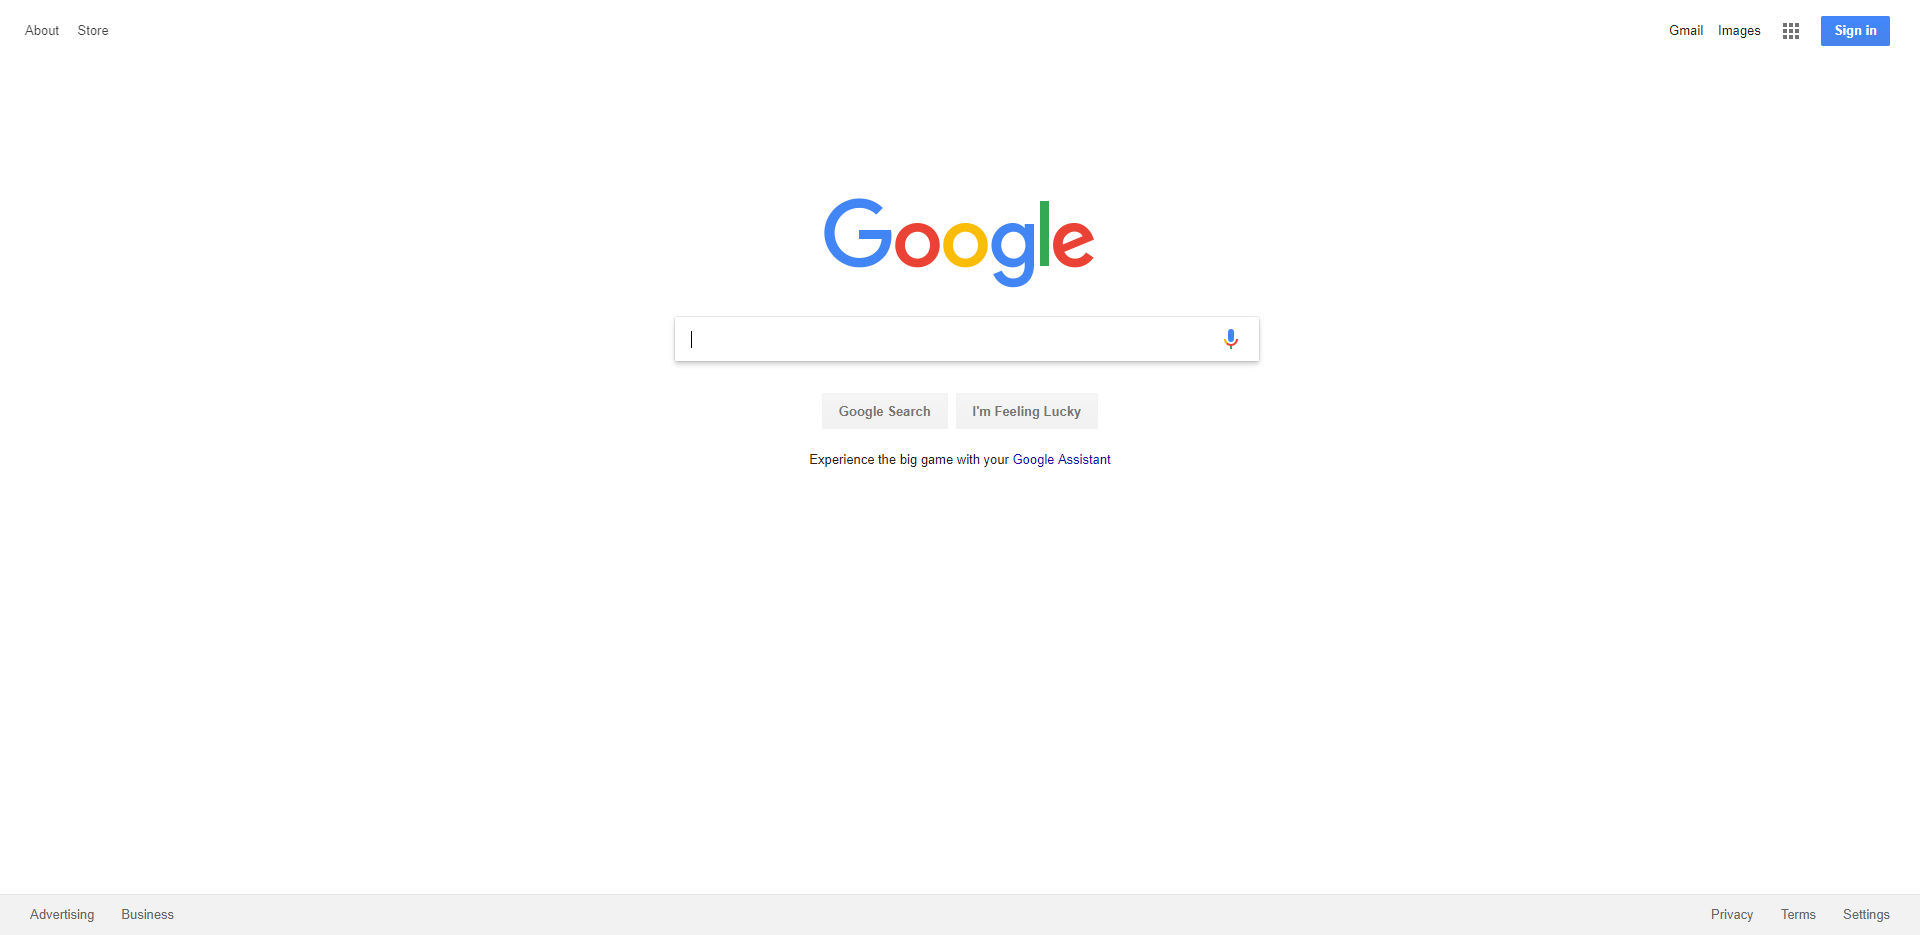 About Store Gmail Images Sign in
Google
Google Search I'm Feeling Lucky
Experience the big game with your Google Assistant
Advertising Business Privacy Terms Settings